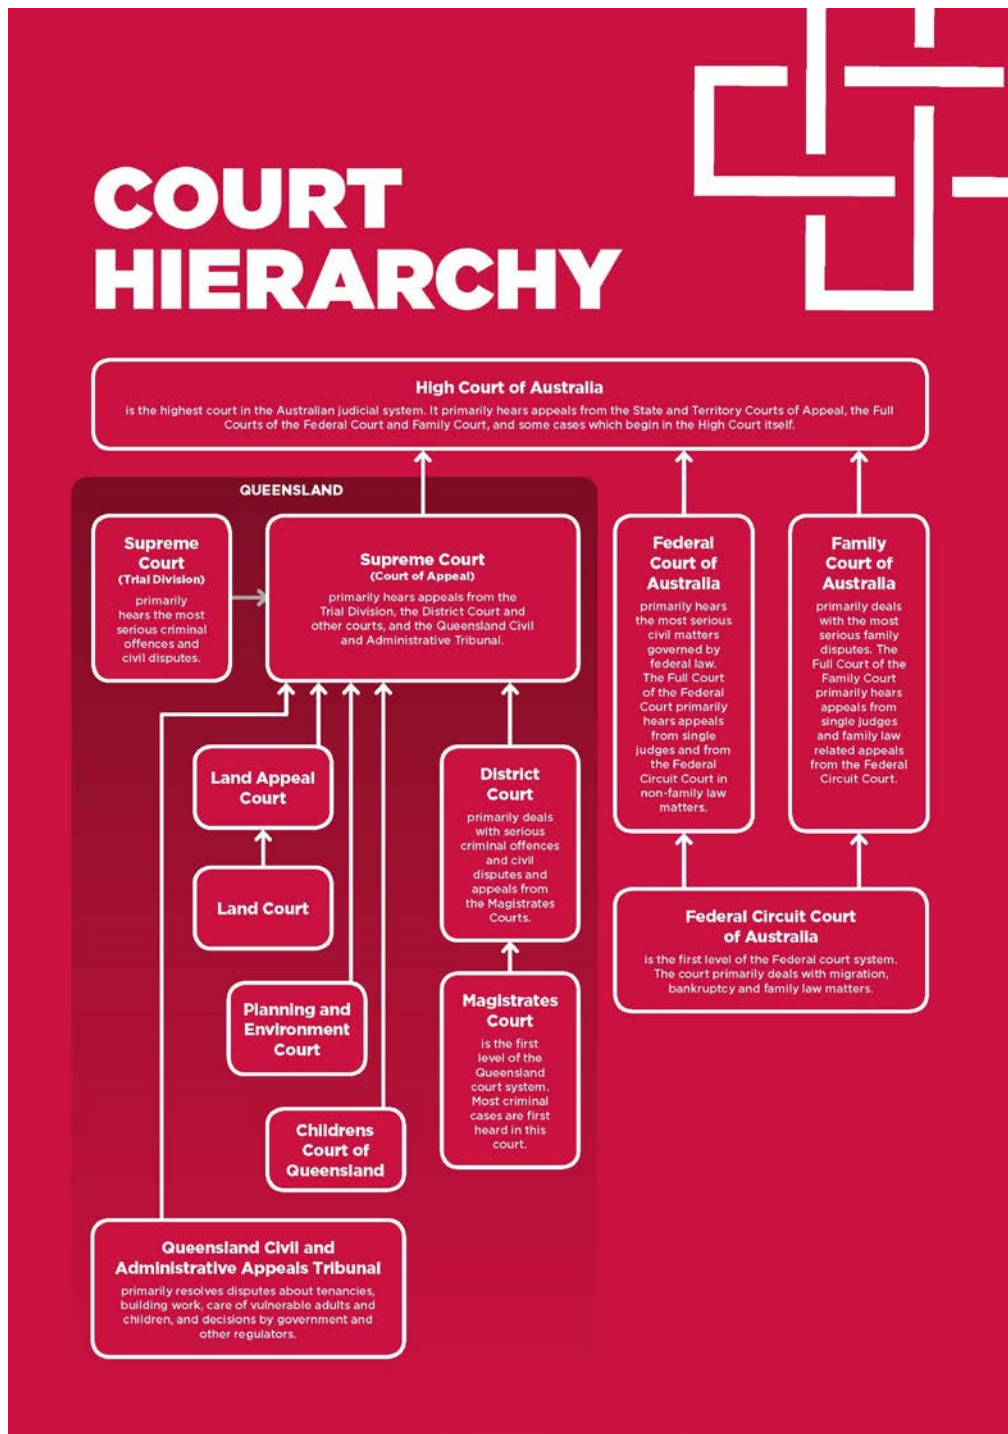 COURT
HIERARCHY
High Court of Australia
is the highest court in the Australian judicial system. It primarily hears appeals from the State and Territory Courts of Appeal, the Full
Courts of the Federal Court and Family Court, and some cases which begin in the High Court itself.
QUEENSLAND
Supreme
Court
(Trial Division)
primarily
hears the most
serious criminal
offences and
civil disputes.
Supreme Court
(Court of Appeal)
primarily hears appeals from the
Trial Division, the District Court and
other courts, and the Queensland Civil
and Administrative Tribunal.
Federal
Court of
Australia
primarily hears
the most serious
civil matters
governed by
federal law.
The Full Court
of the Federal
Court primarily
hears appeals
from single
judges and from
the Federal
Circuit Court in
non-family law
matters.
Family
Court of
Australia
primarily deals
with the most
serious family
disputes. The
Full Court of the
Family Court
primarily hears
appeals from
single judges
and family law
related appeals
from the Federal
Circuit Court.
Land Appeal
Court
Land Court
District
Court
primarily deals
with serious
criminal offences
and civil
disputes and
appeals from
the Magistrates
Courts.
Federal Circuit Court
of Australia
is the first level of the Federal court system.
The court primarily deals with migration,
bankruptcy and family law matters.
Planning and
Environment
Court
Magistrates
Court
is the first
level of the
Queensland
court system.
Most criminal
cases are first
heard in this
court.
Childrens
Court of
Queensland
Queensland Civil and
Administrative Appeals Tribunal
primarily resolves disputes about tenancies,
building work, care of vulnerable adults and
children, and decisions by government and
other regulators.